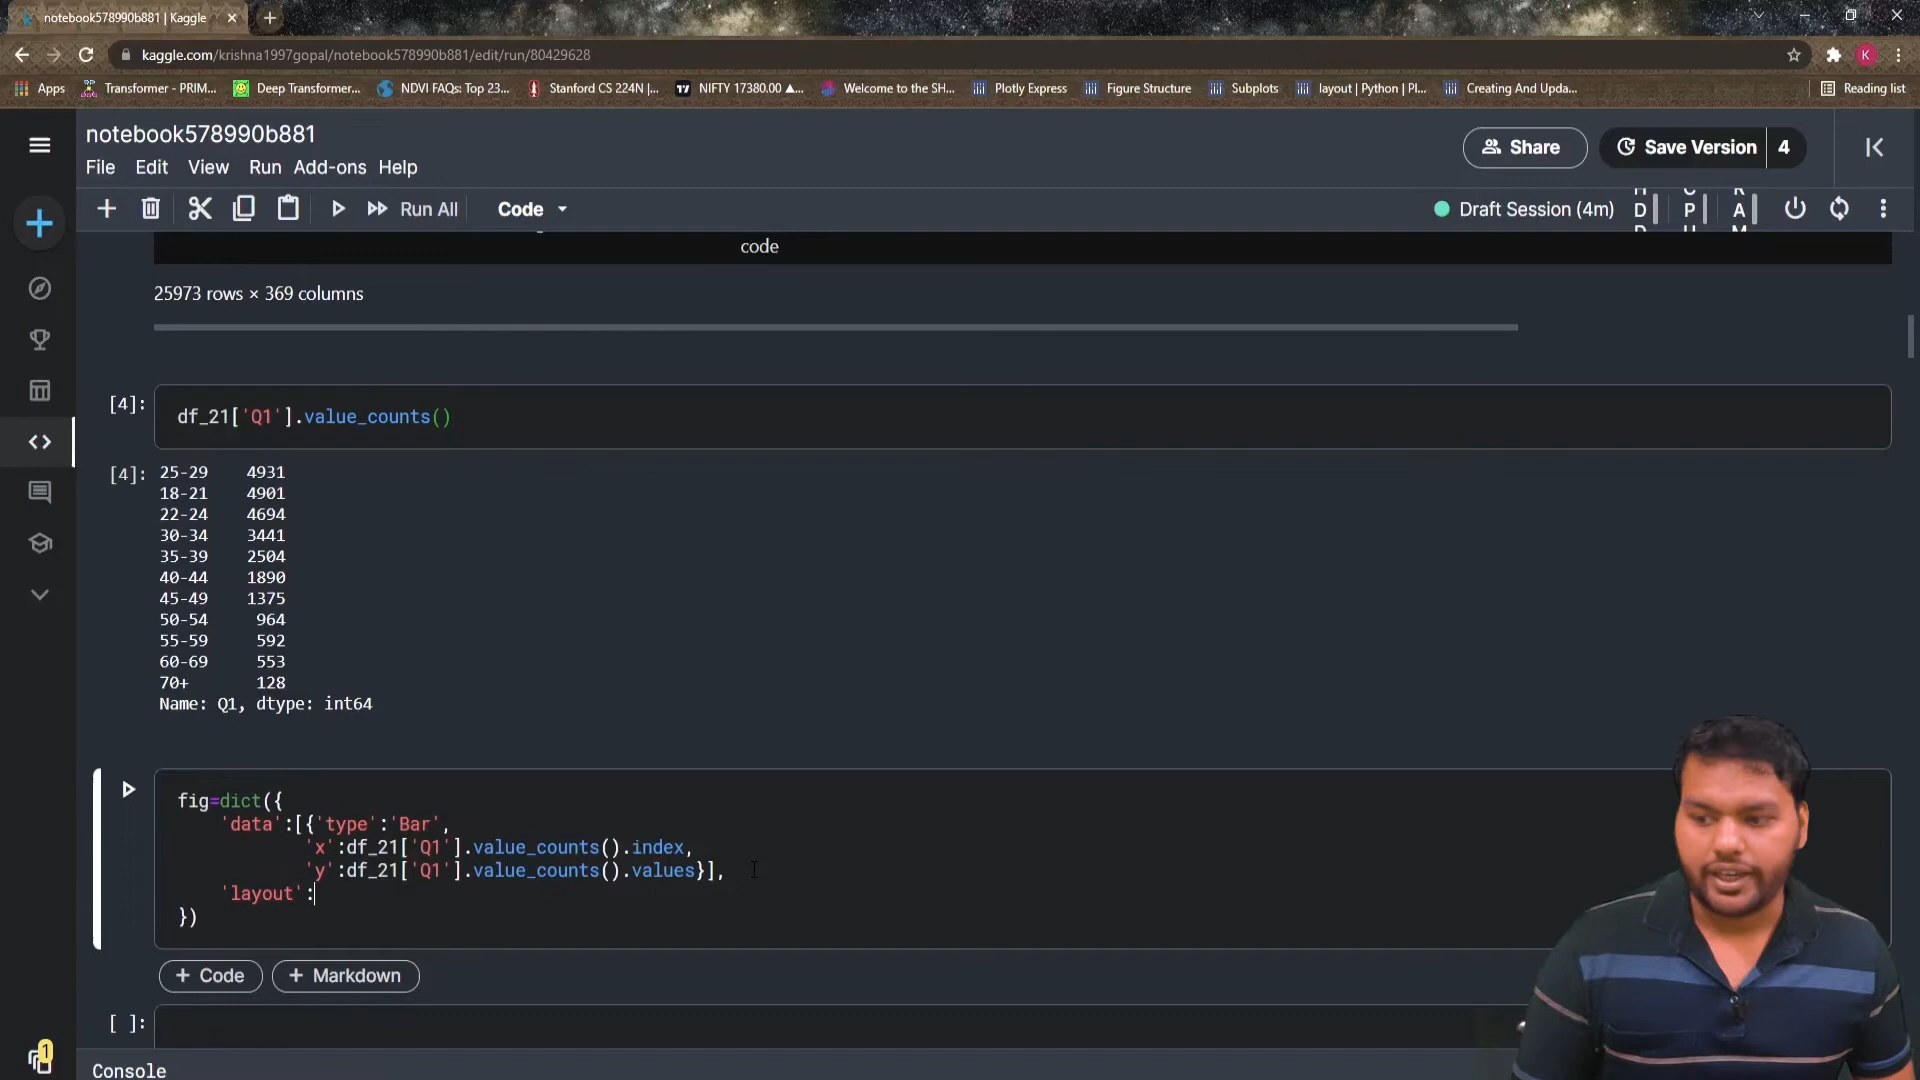 notebook578990b881 | Kaggle
kaggle.com/krishna1997gopal/notebook578990b881/edit/run/80429628
K
Apps
Transformer - PRIM...
Deep Transformer...
NDVI FAQs: Top 23...
Stanford CS 224N |...
NIFTY 17380.00 ▲...
Welcome to the SH...
Plotly Express
Figure Structure
Subplots
layout | Python | Pl...
Creating And Upda...
Reading list
notebook578990b881
Share
Save Version 4
File Edit View Run Add-ons Help
Run All
Code
Draft Session (4m)
code
25973 rows × 369 columns
[4]:
df_21['Q1'].value_counts()
[4]:
25-29 4931
18-21 4901
22-24 4694
30-34 3441
35-39 2504
40-44 1890
45-49 1375
50-54 964
55-59 592
60-69 553
70+ 128
Name: Q1, dtype: int64
fig=dict({
'data':[{'type':'Bar',
'x':df_21['Q1'].value_counts().index,
'y':df_21['Q1'].value_counts().values}],
'layout':
})
+ Code
+ Markdown
[ ]:
1
Console